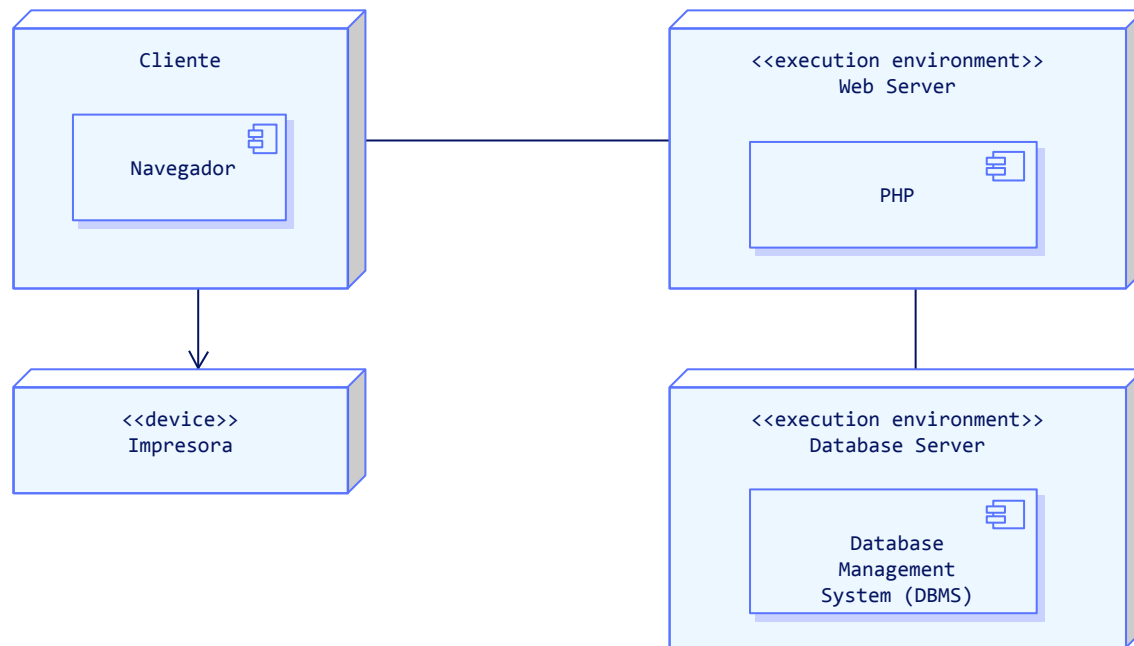 Cliente
Navegador
<<execution environment>>
Web Server
PHP
<<device>>
Impresora
<<execution environment>>
Database Server
Database
Management
System (DBMS)